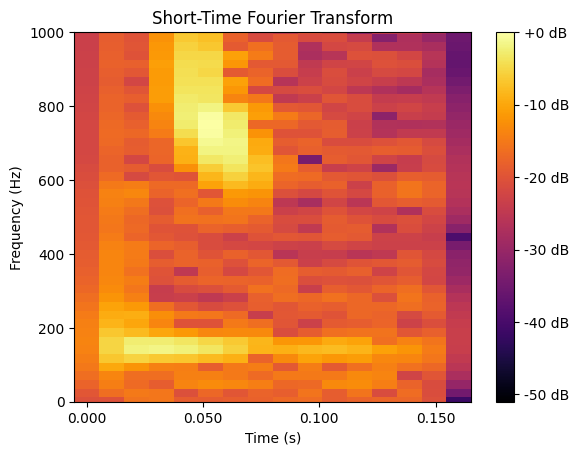 Short-Time Fourier Transform
1000
800
600
400
200
0
Frequency (Hz)
0.000
0.050
0.100
0.150
Time (s)
+0 dB
-10 dB
-20 dB
-30 dB
-40 dB
-50 dB